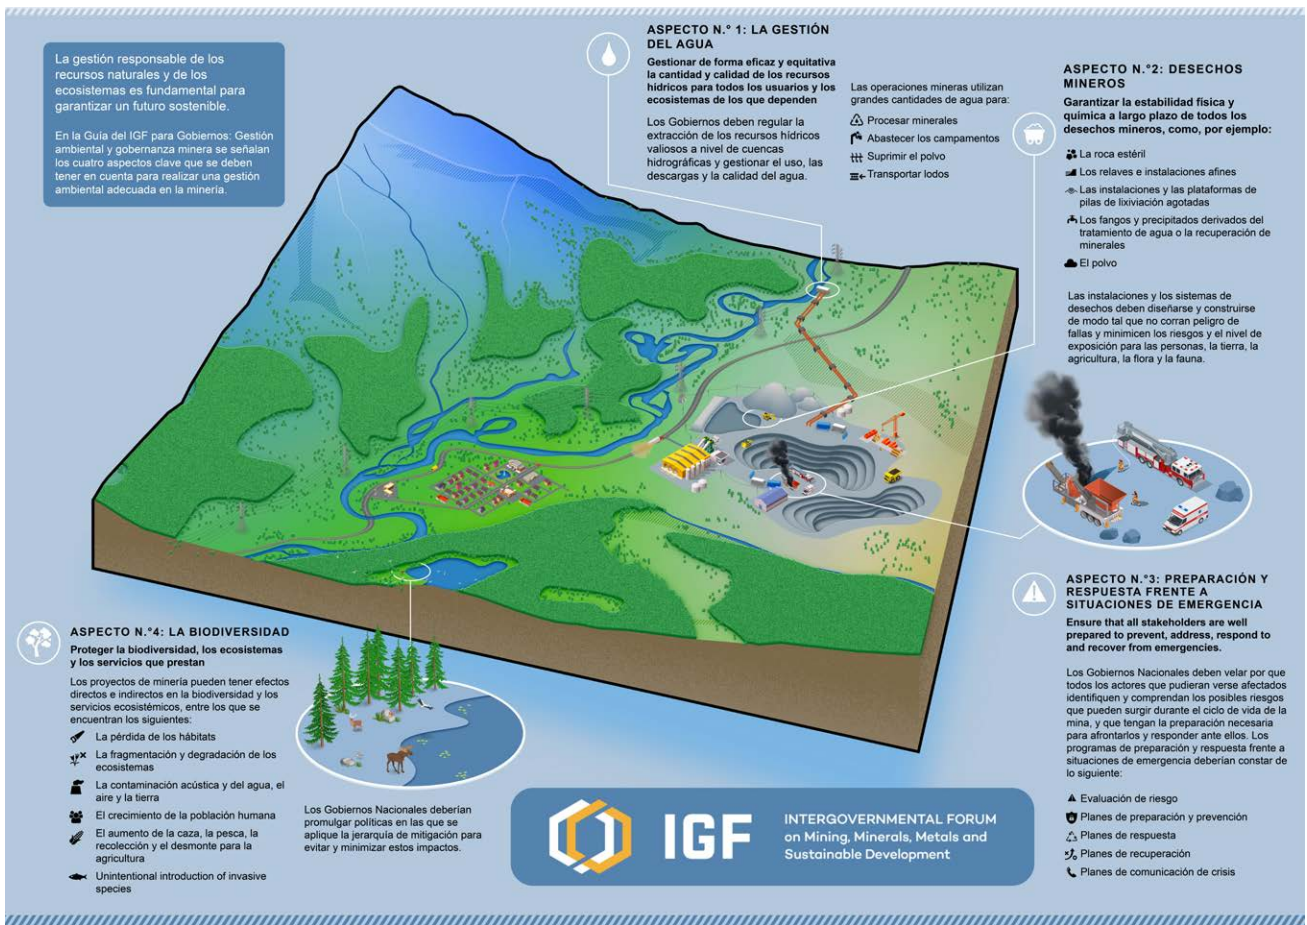 La gestión responsable de los
recursos naturales y de los
ecosistemas es fundamental para
garantizar un futuro sostenible.
En la Guía del IGF para Gobiernos: Gestión
ambiental y gobernanza minera se señalan
los cuatro aspectos clave que se deben
tener en cuenta para realizar una gestión
ambiental adecuada en la minería.
ASPECTO N.° 1: LA GESTIÓN
DEL AGUA
Gestionar de forma eficaz y equitativa
la cantidad y calidad de los recursos
hídricos para todos los usuarios y los
ecosistemas de los que dependen
Los Gobiernos deben regular la
extracción de los recursos hídricos
valiosos a nivel de cuencas
hidrográficas y gestionar el uso, las
descargas y la calidad del agua.
Las operaciones mineras utilizan
grandes cantidades de agua para:
Procesar minerales
Abastecer los campamentos
Suprimir el polvo
Transportar lodos
ASPECTO N.°2: DESECHOS
MINEROS
Garantizar la estabilidad física y
química a largo plazo de todos los
desechos mineros, como, por ejemplo:
La roca estéril
Los relaves e instalaciones afines
Las instalaciones y las plataformas de
pilas de lixiviación agotadas
Los fangos y precipitados derivados del
tratamiento de agua o la recuperación de
minerales
El polvo
Las instalaciones y los sistemas de
desechos deben diseñarse y construirse
de modo tal que no corran peligro de
fallas y minimicen los riesgos y el nivel de
exposición para las personas, la tierra, la
agricultura, la flora y la fauna.
ASPECTO N.°3: PREPARACIÓN Y
RESPUESTA FRENTE A
SITUACIONES DE EMERGENCIA
Ensure that all stakeholders are well
prepared to prevent, address, respond to
and recover from emergencies.
Los Gobiernos Nacionales deben velar por que
todos los actores que pudieran verse afectados
identifiquen y comprendan los posibles riesgos
que pueden surgir durante el ciclo de vida de la
mina, y que tengan la preparación necesaria
para afrontarlos y responder ante ellos. Los
programas de preparación y respuesta frente a
situaciones de emergencia deberían constar de
lo siguiente:
Evaluación de riesgo
Planes de preparación y prevención
Planes de respuesta
Planes de recuperación
Planes de comunicación de crisis
ASPECTO N.°4: LA BIODIVERSIDAD
Proteger la biodiversidad, los ecosistemas
y los servicios que prestan
Los proyectos de minería pueden tener efectos
directos e indirectos en la biodiversidad y los
servicios ecosistémicos, entre los que se
encuentran los siguientes:
La pérdida de los hábitats
La fragmentación y degradación de los
ecosistemas
La contaminación acústica y del agua, el
aire y la tierra
El crecimiento de la población humana
El aumento de la caza, la pesca, la
recolección y el desmonte para la
agricultura
Unintentional introduction of invasive
species
Los Gobiernos Nacionales deberían
promulgar políticas en las que se
aplique la jerarquía de mitigación para
evitar y minimizar estos impactos.
IGF
INTERGOVERNMENTAL FORUM
on Mining, Minerals, Metals and
Sustainable Development